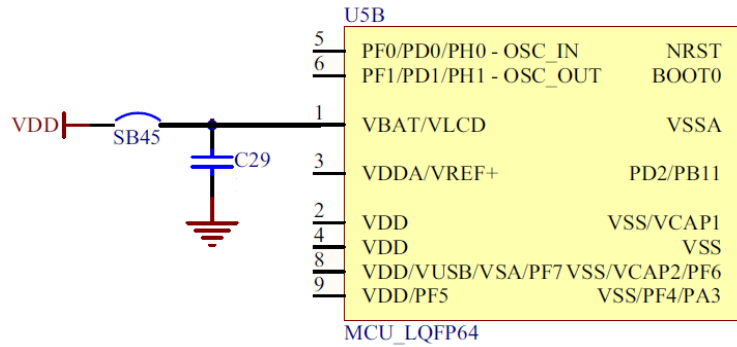 U5B
5 PF0/PD0/PH0 - OSC_IN NRST
6 PF1/PD1/PH1 - OSC_OUT BOOT0
VDD SB45 1 VBAT/VLCD VSSA
C29
3 VDDA/VREF+ PD2/PB11
2 VDD VSS/VCAP1
4 VDD VSS
8 VDD/VUSB/VSA/PF7 VSS/VCAP2/PF6
9 VDD/PF5 VSS/PF4/PA3
MCU_LQFP64